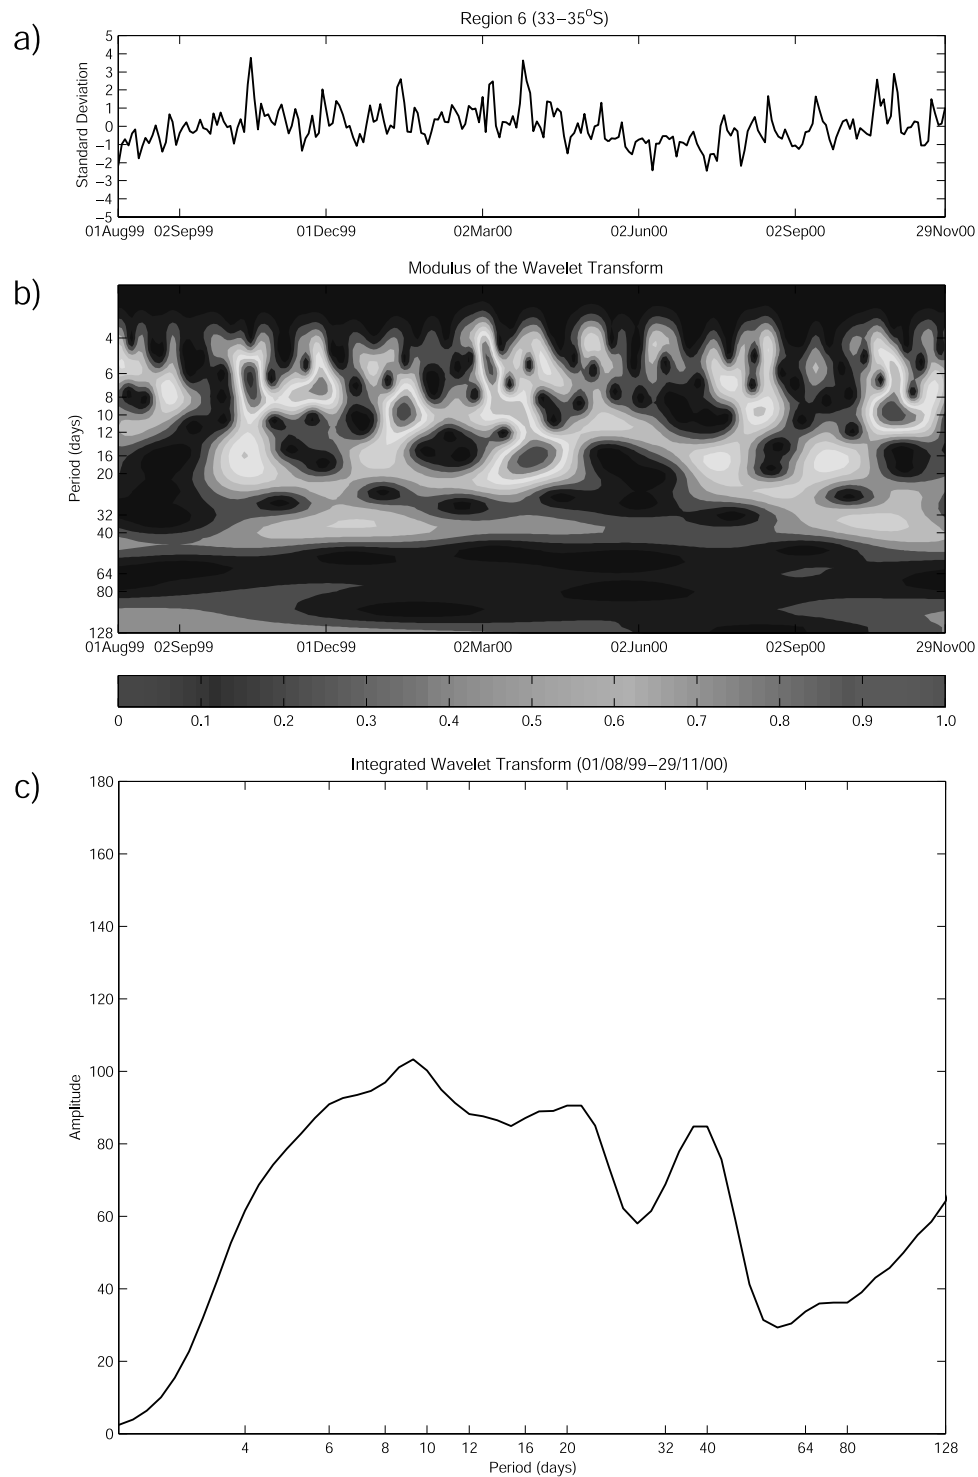 a)
Region 6 (33−35°S)
Standard Deviation
5
4
3
2
1
0
−1
−2
−3
−4
−5
01Aug99 02Sep99 01Dec99 02Mar00 02Jun00 02Sep00 29Nov00
b)
Modulus of the Wavelet Transform
Period (days)
4
6
8
10
12
16
20
32
40
64
80
128
01Aug99 02Sep99 01Dec99 02Mar00 02Jun00 02Sep00 29Nov00
0 0.1 0.2 0.3 0.4 0.5 0.6 0.7 0.8 0.9 1.0
c)
Integrated Wavelet Transform (01/08/99−29/11/00)
Amplitude
180
160
140
120
100
80
60
40
20
0
4 6 8 10 12 16 20 32 40 64 80 128
Period (days)